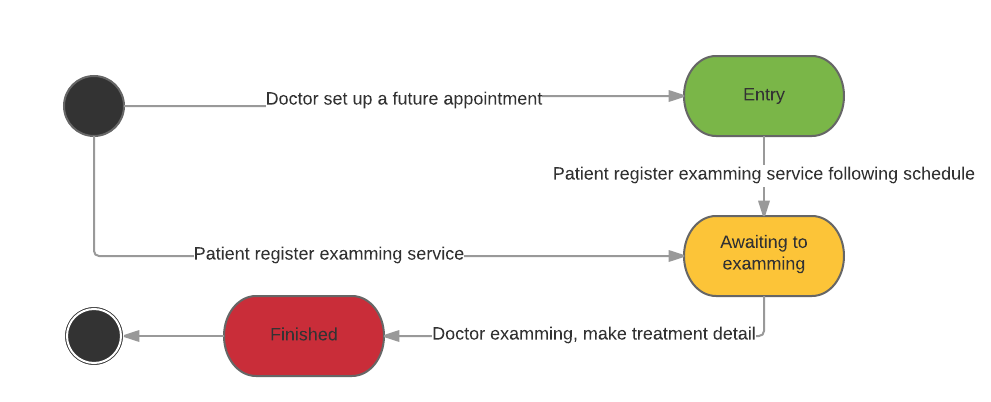 Doctor set up a future appointment
Entry
Patient register examming service following schedule
Patient register examming service
Awaiting to
examming
Finished
Doctor examming, make treatment detail